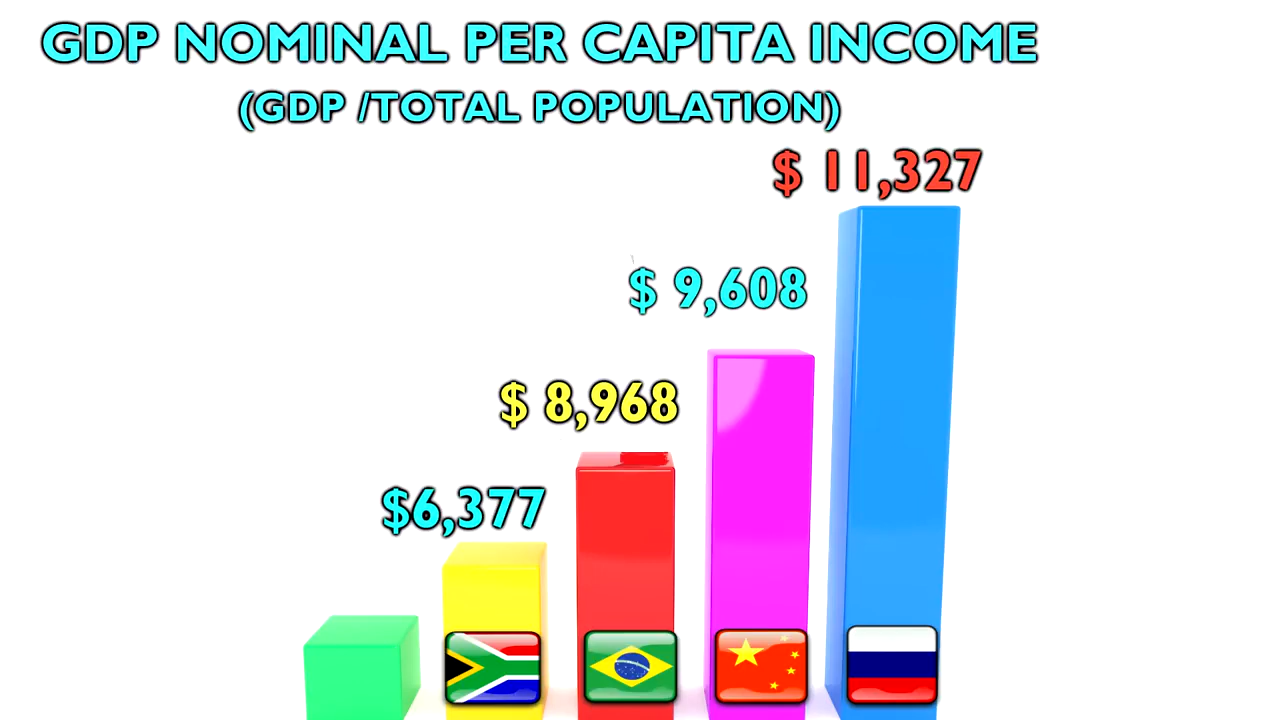 GDP NOMINAL PER CAPITA INCOME
(GDP /TOTAL POPULATION)
$ 11,327
$ 9,608
$ 8,968
$6,377